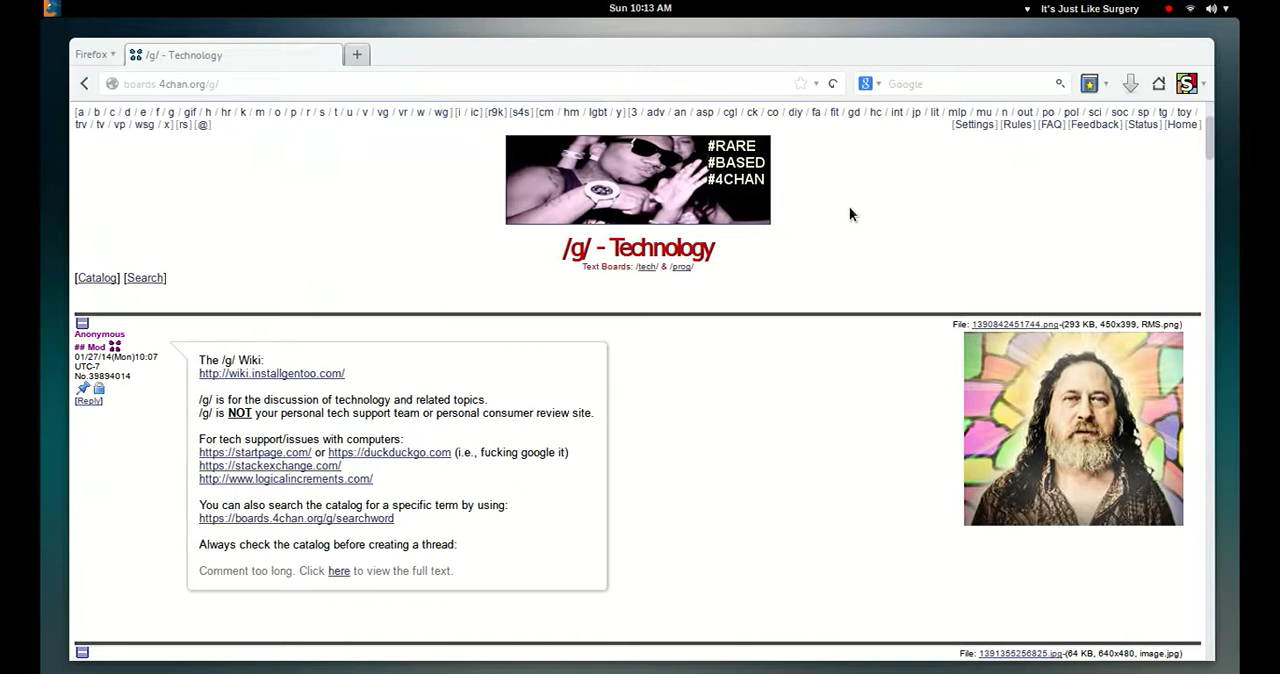 Sun 10:13 AM
♥ It's Just Like Surgery
Firefox
/g/ - Technology
boards.4chan.org/g/
Google
[a / b / c / d / e / f / g / gif / h / hr / k / m / o / p / r / s / t / u / v / vg / vr / w / wg] [i / ic] [r9k] [s4s] [cm / hm / lgbt / y] [3 / adv / an / asp / cgl / ck / co / diy / fa / fit / gd / hc / int / jp / lit / mlp / mu / n / out / po / pol / sci / soc / sp / tg / toy /
trv / tv / vp / wsg / x] [rs] [@]
[Settings] [Rules] [FAQ] [Feedback] [Status] [Home]
#RARE
#BASED
#4CHAN
/g/ - Technology
Text Boards: /tech/ & /prog/
[Catalog] [Search]
Anonymous
## Mod
01/27/14(Mon)10:07
UTC-7
No.39894014
[Reply]
File: 1390842451744.png-(293 KB, 450x399, RMS.png)
The /g/ Wiki:
http://wiki.installgentoo.com/
/g/ is for the discussion of technology and related topics.
/g/ is NOT your personal tech support team or personal consumer review site.
For tech support/issues with computers:
https://startpage.com/ or https://duckduckgo.com (i.e., fucking google it)
https://stackexchange.com/
http://www.logicalincrements.com/
You can also search the catalog for a specific term by using:
https://boards.4chan.org/g/searchword
Always check the catalog before creating a thread:
Comment too long. Click here to view the full text.
File: 1391355256825.jpg-(64 KB, 640x480, image.jpg)